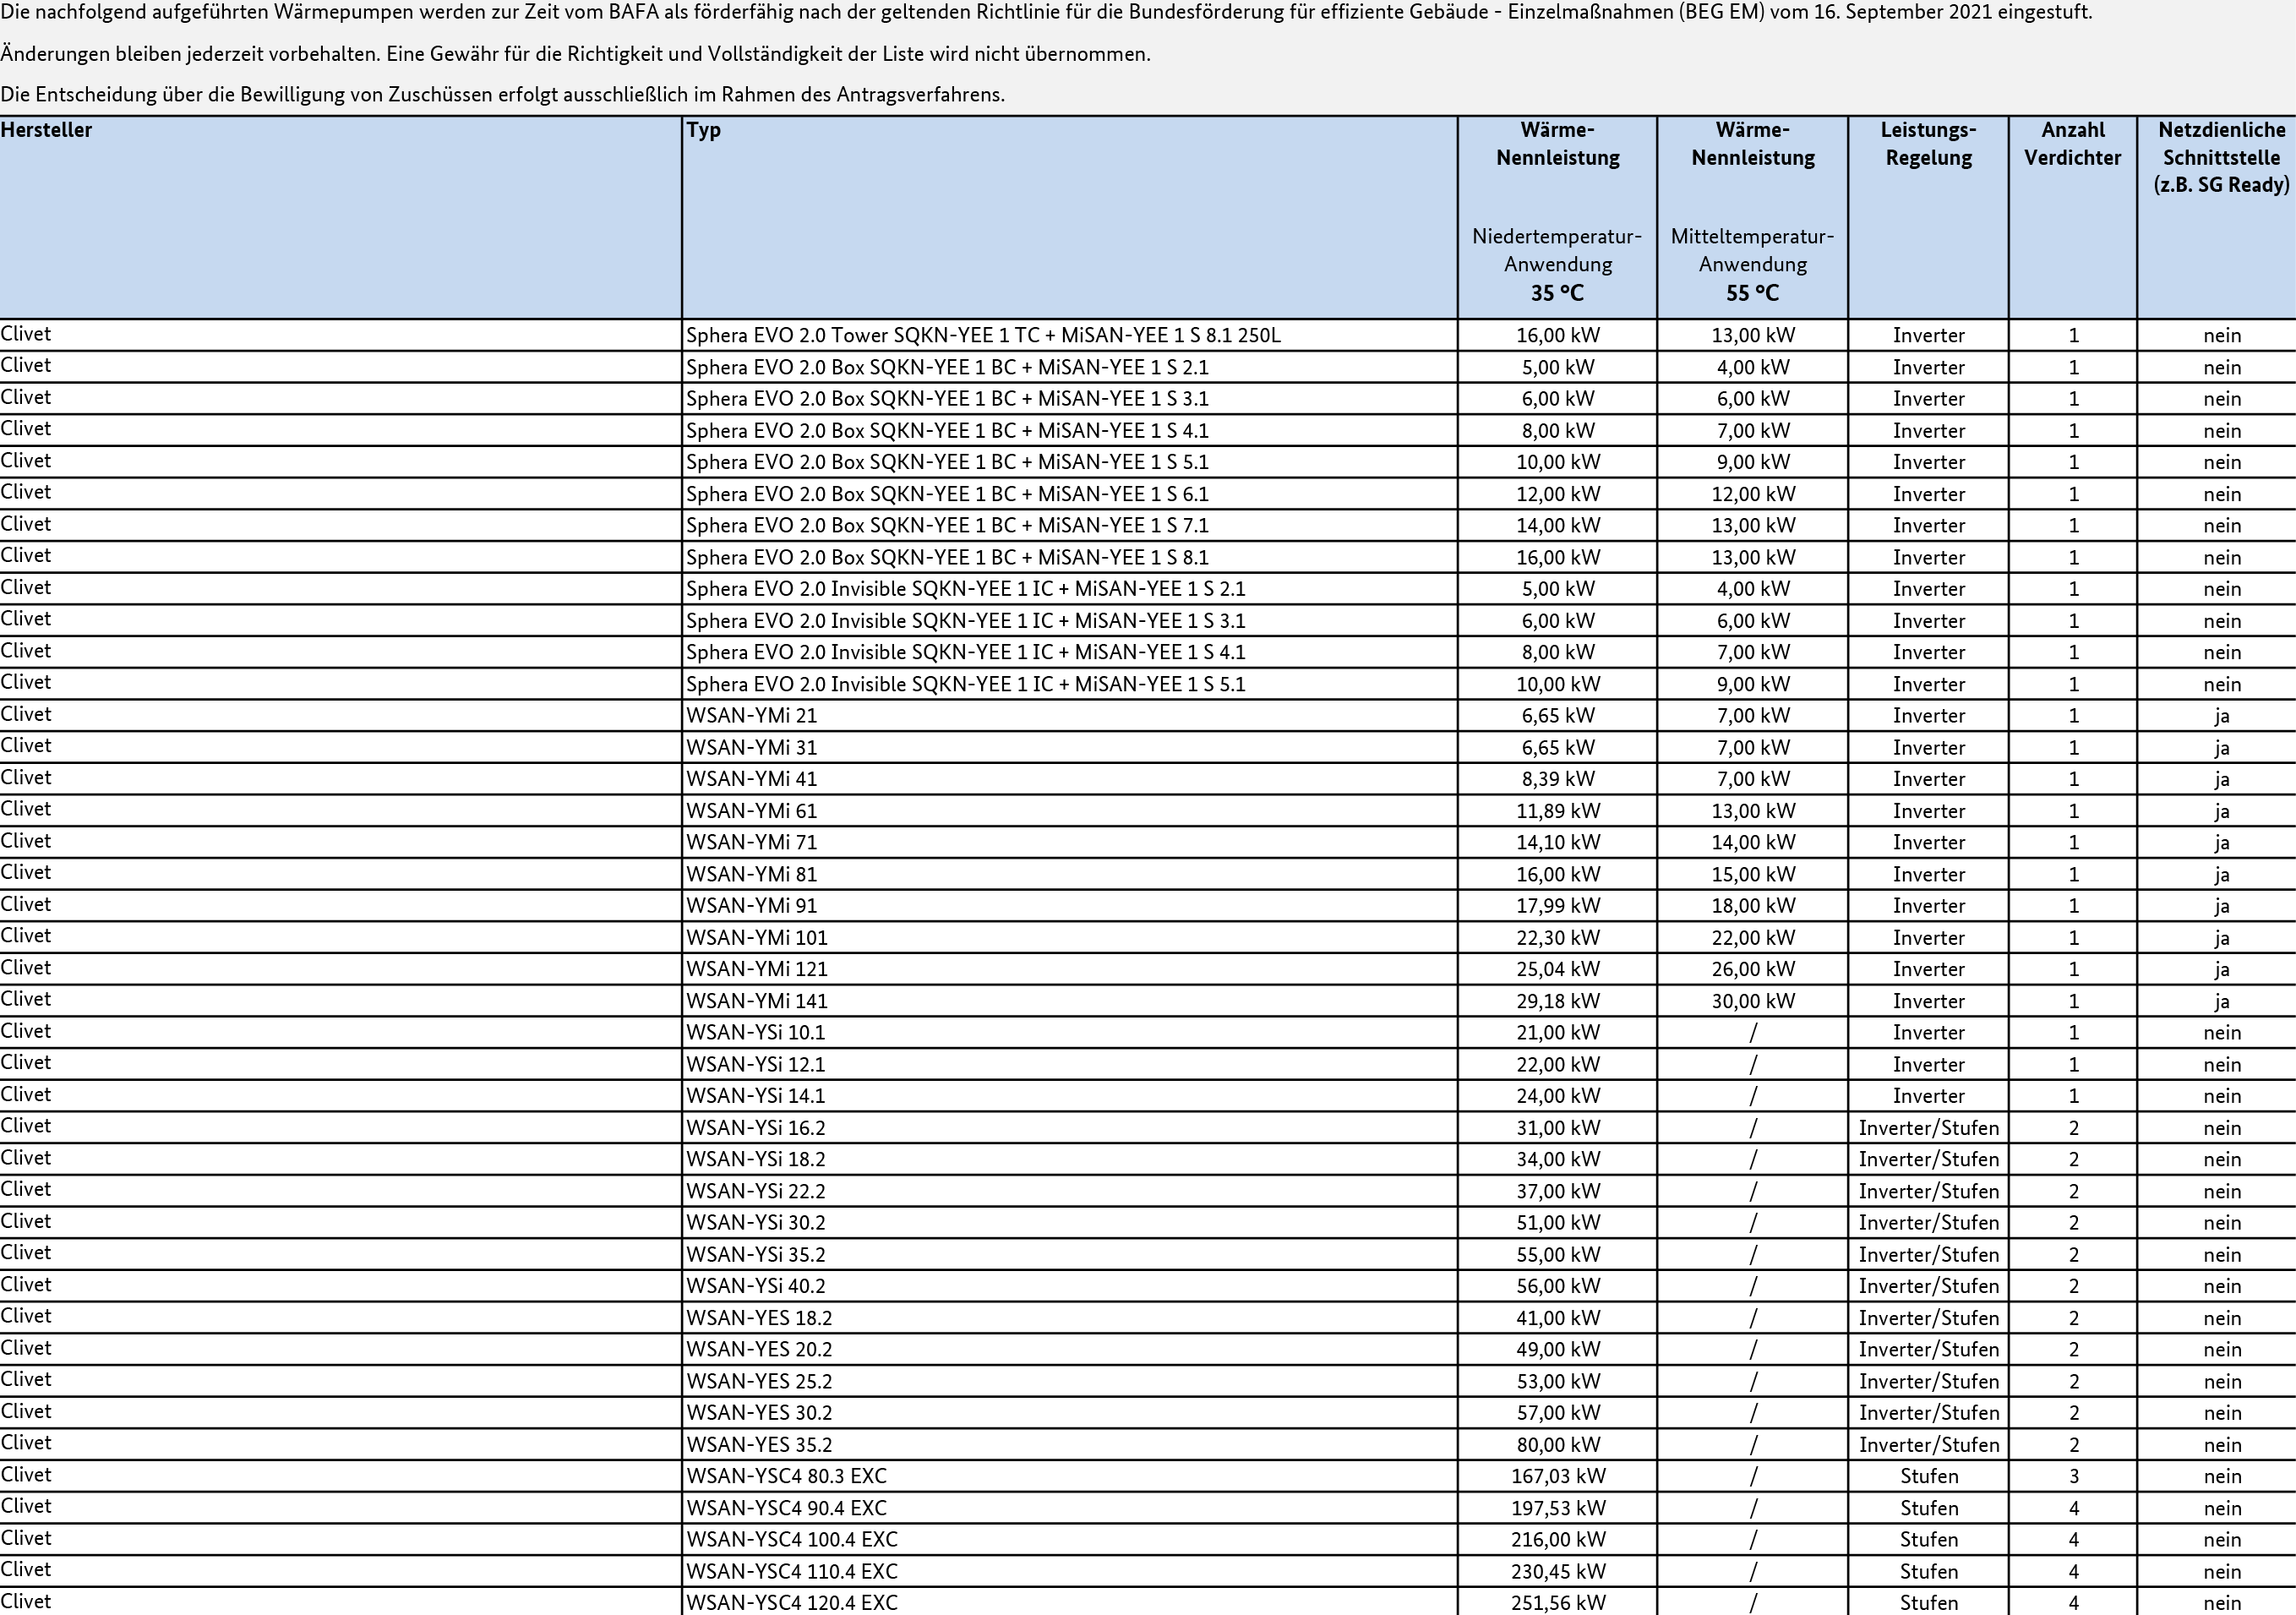 Die nachfolgend aufgeführten Wärmepumpen werden zur Zeit vom BAFA als förderfähig nach der geltenden Richtlinie für die Bundesförderung für effiziente Gebäude - Einzelmaßnahmen (BEG EM) vom 16. September 2021 eingestuft.
Änderungen bleiben jederzeit vorbehalten. Eine Gewähr für die Richtigkeit und Vollständigkeit der Liste wird nicht übernommen.
Die Entscheidung über die Bewilligung von Zuschüssen erfolgt ausschließlich im Rahmen des Antragsverfahrens.
Hersteller Typ Wärme- Wärme- Leistungs- Anzahl Netzdienliche
Nennleistung Nennleistung Regelung Verdichter Schnittstelle
(z.B. SG Ready)
Niedertemperatur- Mitteltemperatur-
Anwendung Anwendung
35 °C 55 °C
Clivet Sphera EVO 2.0 Tower SQKN-YEE 1 TC + MiSAN-YEE 1 S 8.1 250L 16,00 kW 13,00 kW Inverter 1 nein
Clivet Sphera EVO 2.0 Box SQKN-YEE 1 BC + MiSAN-YEE 1 S 2.1 5,00 kW 4,00 kW Inverter 1 nein
Clivet Sphera EVO 2.0 Box SQKN-YEE 1 BC + MiSAN-YEE 1 S 3.1 6,00 kW 6,00 kW Inverter 1 nein
Clivet Sphera EVO 2.0 Box SQKN-YEE 1 BC + MiSAN-YEE 1 S 4.1 8,00 kW 7,00 kW Inverter 1 nein
Clivet Sphera EVO 2.0 Box SQKN-YEE 1 BC + MiSAN-YEE 1 S 5.1 10,00 kW 9,00 kW Inverter 1 nein
Clivet Sphera EVO 2.0 Box SQKN-YEE 1 BC + MiSAN-YEE 1 S 6.1 12,00 kW 12,00 kW Inverter 1 nein
Clivet Sphera EVO 2.0 Box SQKN-YEE 1 BC + MiSAN-YEE 1 S 7.1 14,00 kW 13,00 kW Inverter 1 nein
Clivet Sphera EVO 2.0 Box SQKN-YEE 1 BC + MiSAN-YEE 1 S 8.1 16,00 kW 13,00 kW Inverter 1 nein
Clivet Sphera EVO 2.0 Invisible SQKN-YEE 1 IC + MiSAN-YEE 1 S 2.1 5,00 kW 4,00 kW Inverter 1 nein
Clivet Sphera EVO 2.0 Invisible SQKN-YEE 1 IC + MiSAN-YEE 1 S 3.1 6,00 kW 6,00 kW Inverter 1 nein
Clivet Sphera EVO 2.0 Invisible SQKN-YEE 1 IC + MiSAN-YEE 1 S 4.1 8,00 kW 7,00 kW Inverter 1 nein
Clivet Sphera EVO 2.0 Invisible SQKN-YEE 1 IC + MiSAN-YEE 1 S 5.1 10,00 kW 9,00 kW Inverter 1 nein
Clivet WSAN-YMi 21 6,65 kW 7,00 kW Inverter 1 ja
Clivet WSAN-YMi 31 6,65 kW 7,00 kW Inverter 1 ja
Clivet WSAN-YMi 41 8,39 kW 7,00 kW Inverter 1 ja
Clivet WSAN-YMi 61 11,89 kW 13,00 kW Inverter 1 ja
Clivet WSAN-YMi 71 14,10 kW 14,00 kW Inverter 1 ja
Clivet WSAN-YMi 81 16,00 kW 15,00 kW Inverter 1 ja
Clivet WSAN-YMi 91 17,99 kW 18,00 kW Inverter 1 ja
Clivet WSAN-YMi 101 22,30 kW 22,00 kW Inverter 1 ja
Clivet WSAN-YMi 121 25,04 kW 26,00 kW Inverter 1 ja
Clivet WSAN-YMi 141 29,18 kW 30,00 kW Inverter 1 ja
Clivet WSAN-YSi 10.1 21,00 kW / Inverter 1 nein
Clivet WSAN-YSi 12.1 22,00 kW / Inverter 1 nein
Clivet WSAN-YSi 14.1 24,00 kW / Inverter 1 nein
Clivet WSAN-YSi 16.2 31,00 kW / Inverter/Stufen 2 nein
Clivet WSAN-YSi 18.2 34,00 kW / Inverter/Stufen 2 nein
Clivet WSAN-YSi 22.2 37,00 kW / Inverter/Stufen 2 nein
Clivet WSAN-YSi 30.2 51,00 kW / Inverter/Stufen 2 nein
Clivet WSAN-YSi 35.2 55,00 kW / Inverter/Stufen 2 nein
Clivet WSAN-YSi 40.2 56,00 kW / Inverter/Stufen 2 nein
Clivet WSAN-YES 18.2 41,00 kW / Inverter/Stufen 2 nein
Clivet WSAN-YES 20.2 49,00 kW / Inverter/Stufen 2 nein
Clivet WSAN-YES 25.2 53,00 kW / Inverter/Stufen 2 nein
Clivet WSAN-YES 30.2 57,00 kW / Inverter/Stufen 2 nein
Clivet WSAN-YES 35.2 80,00 kW / Inverter/Stufen 2 nein
Clivet WSAN-YSC4 80.3 EXC 167,03 kW / Stufen 3 nein
Clivet WSAN-YSC4 90.4 EXC 197,53 kW / Stufen 4 nein
Clivet WSAN-YSC4 100.4 EXC 216,00 kW / Stufen 4 nein
Clivet WSAN-YSC4 110.4 EXC 230,45 kW / Stufen 4 nein
Clivet WSAN-YSC4 120.4 EXC 251,56 kW / Stufen 4 nein